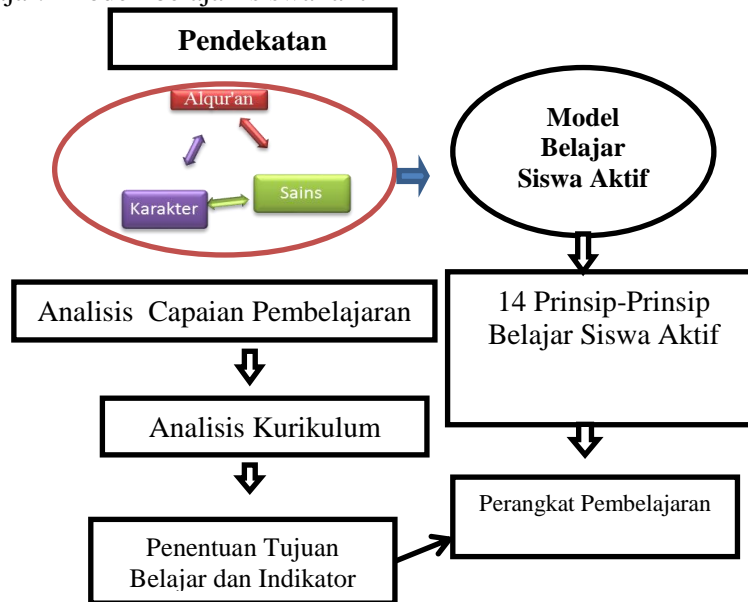 Pendekatan
Alqur'an
Karakter
Sains
Model
Belajar
Siswa Aktif
Analisis Capaian Pembelajaran
14 Prinsip-Prinsip
Belajar Siswa Aktif
Analisis Kurikulum
Perangkat Pembelajaran
Penentuan Tujuan
Belajar dan Indikator